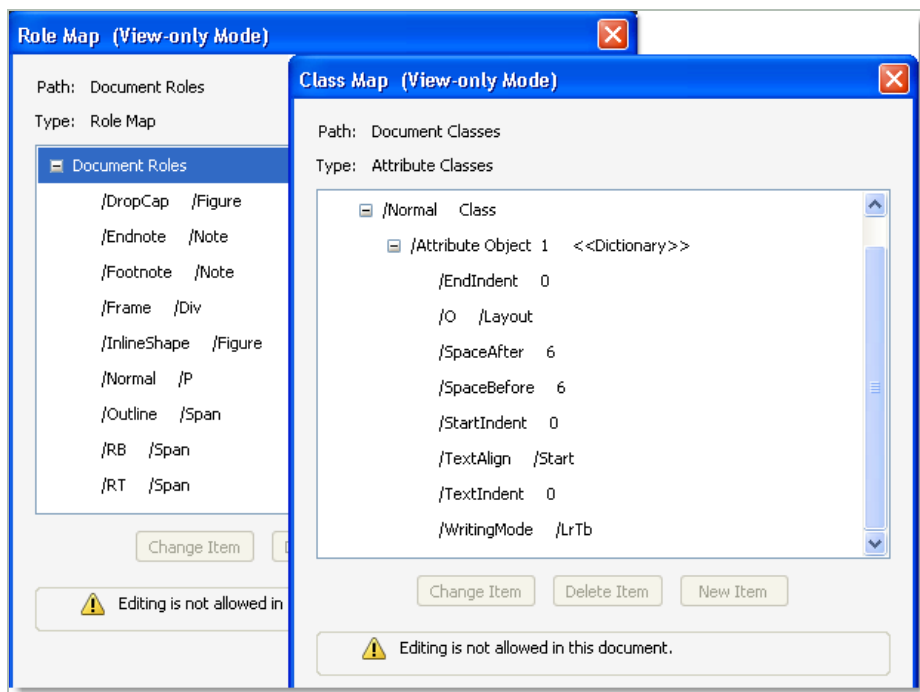 Role Map (View-only Mode)
Path: Document Roles
Type: Role Map
Document Roles
/DropCap /Figure
/Endnote /Note
/Footnote /Note
/Frame /Div
/InlineShape /Figure
/Normal /P
/Outline /Span
/RB /Span
/RT /Span
Change Item
Editing is not allowed in
Class Map (View-only Mode)
Path: Document Classes
Type: Attribute Classes
/Normal Class
/Attribute Object 1 <<Dictionary>>
/EndIndent 0
/O /Layout
/SpaceAfter 6
/SpaceBefore 6
/StartIndent 0
/TextAlign /Start
/TextIndent 0
/WritingMode /LrTb
Change Item Delete Item New Item
Editing is not allowed in this document.